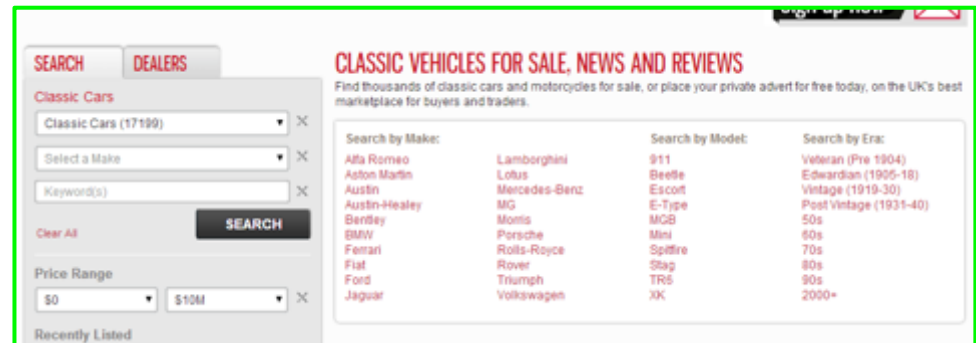 Sign up now
SEARCH DEALERS
Classic Cars
Classic Cars (17199)
Select a Make
Keyword(s)
SEARCH
Clear All
Price Range
$0 $10M
Recently Listed
CLASSIC VEHICLES FOR SALE, NEWS AND REVIEWS
Find thousands of classic cars and motorcycles for sale, or place your private advert for free today, on the UK's best
marketplace for buyers and traders.
Search by Make: Search by Model: Search by Era:
Alfa Romeo Lamborghini 911 Veteran (Pre 1904)
Aston Martin Lotus Beetle Edwardian (1905-18)
Austin Mercedes-Benz Escort Vintage (1919-30)
Austin-Healey MG E-Type Post Vintage (1931-40)
Bentley Morris MGB 50s
BMW Porsche Mini 60s
Ferrari Rolls-Royce Spitfire 70s
Fiat Rover Stag 80s
Ford Triumph TR6 90s
Jaguar Volkswagen XK 2000+